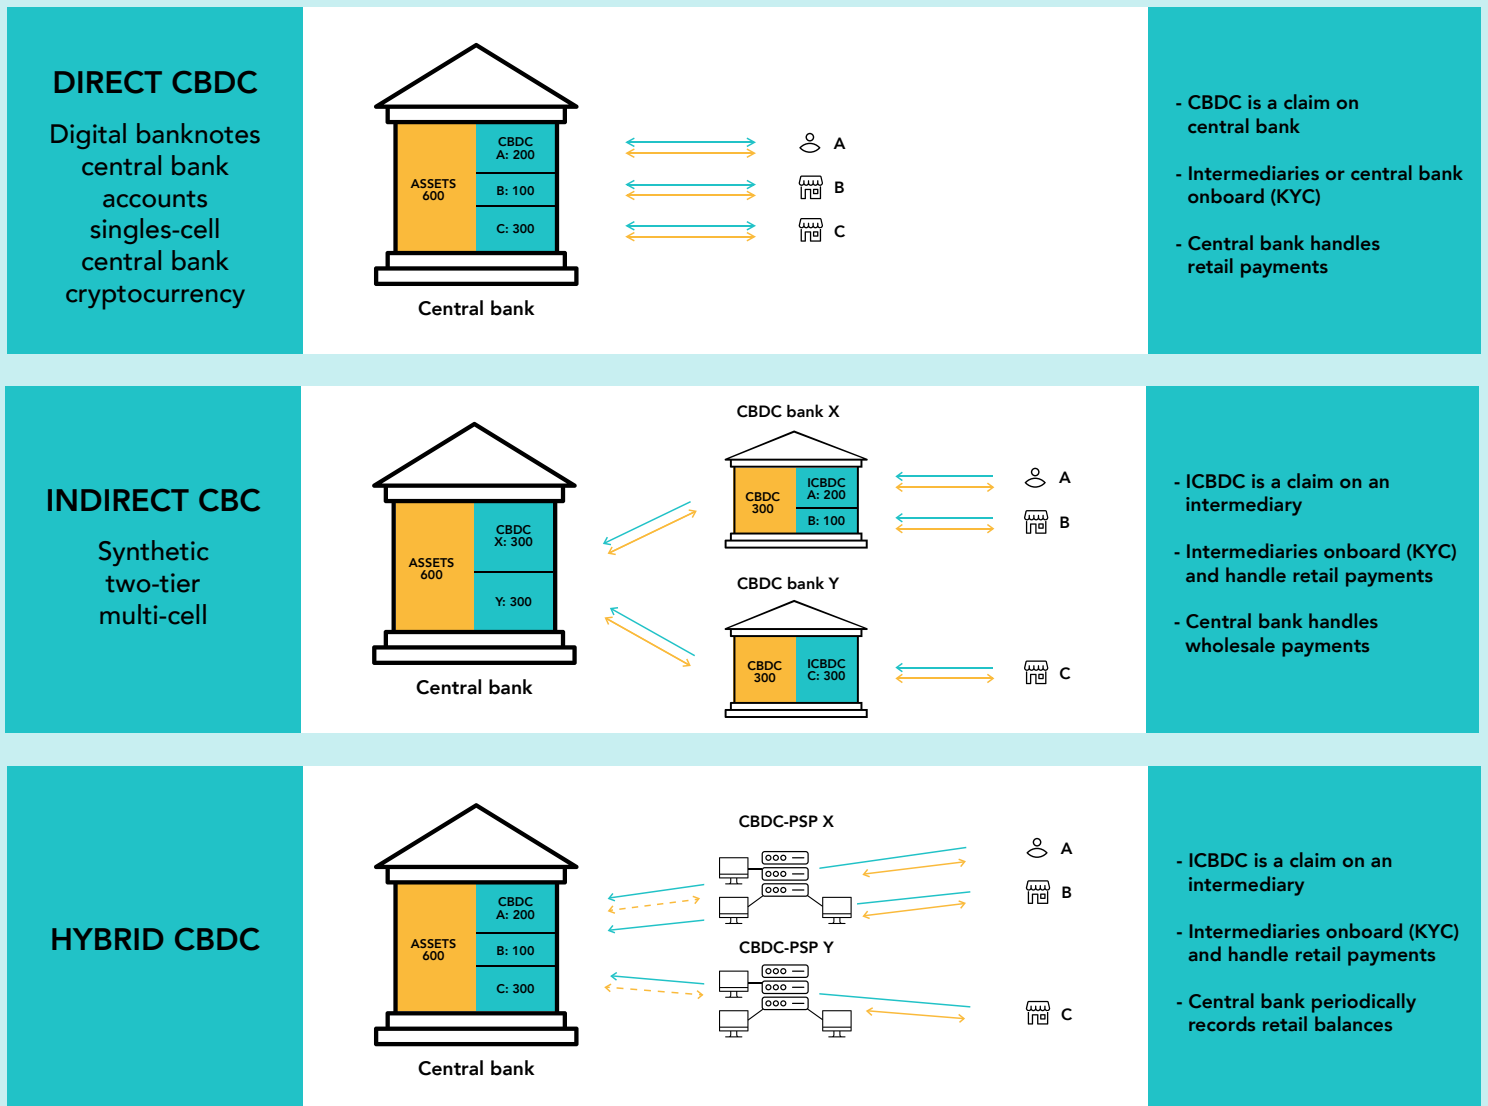 DIRECT CBDC
Digital banknotes
central bank
accounts
singles-cell
central bank
cryptocurrency
ASSETS
600
CBDC
A: 200
B: 100
C: 300
Central bank
A
B
C
- CBDC is a claim on
central bank
- Intermediaries or central bank
onboard (KYC)
- Central bank handles
retail payments
INDIRECT CBC
Synthetic
two-tier
multi-cell
ASSETS
600
CBDC
X: 300
Y: 300
Central bank
CBDC bank X
CBDC
300
ICBDC
A: 200
B: 100
CBDC bank Y
CBDC
300
ICBDC
C: 300
A
B
C
- ICBDC is a claim on an
intermediary
- Intermediaries onboard (KYC)
and handle retail payments
- Central bank handles
wholesale payments
HYBRID CBDC
ASSETS
600
CBDC
A: 200
B: 100
C: 300
Central bank
CBDC-PSP X
CBDC-PSP Y
A
B
C
- ICBDC is a claim on an
intermediary
- Intermediaries onboard (KYC)
and handle retail payments
- Central bank periodically
records retail balances